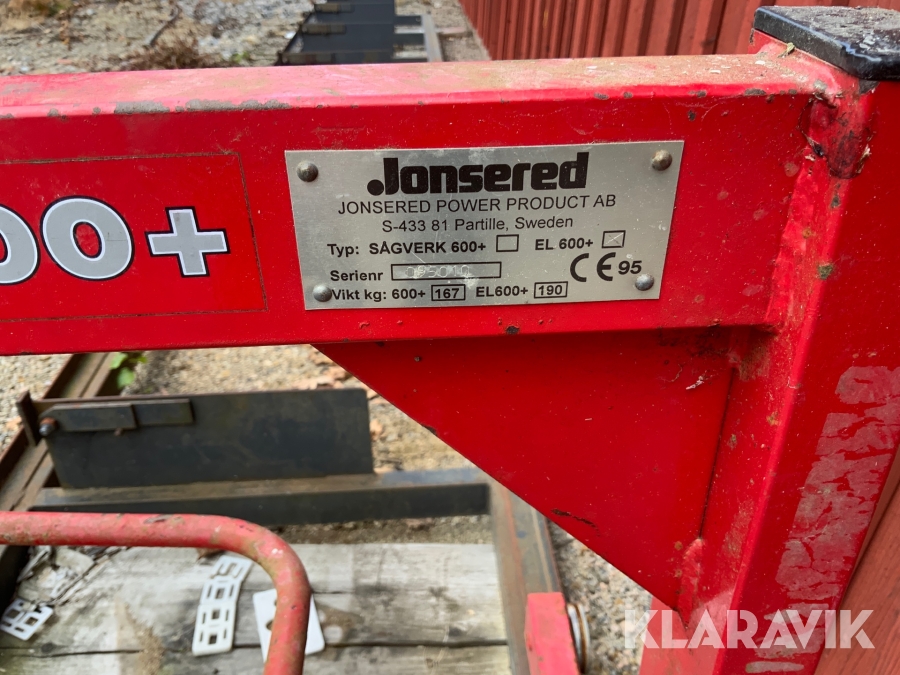 Jonsered
JONSERED POWER PRODUCT AB
S-433 81 Partille, Sweden
Typ: SÅGVERK 600+ EL 600+
Serienr
CE 95
Vikt kg: 600+ 167 EL600+ 190
00+
KLARAVIK